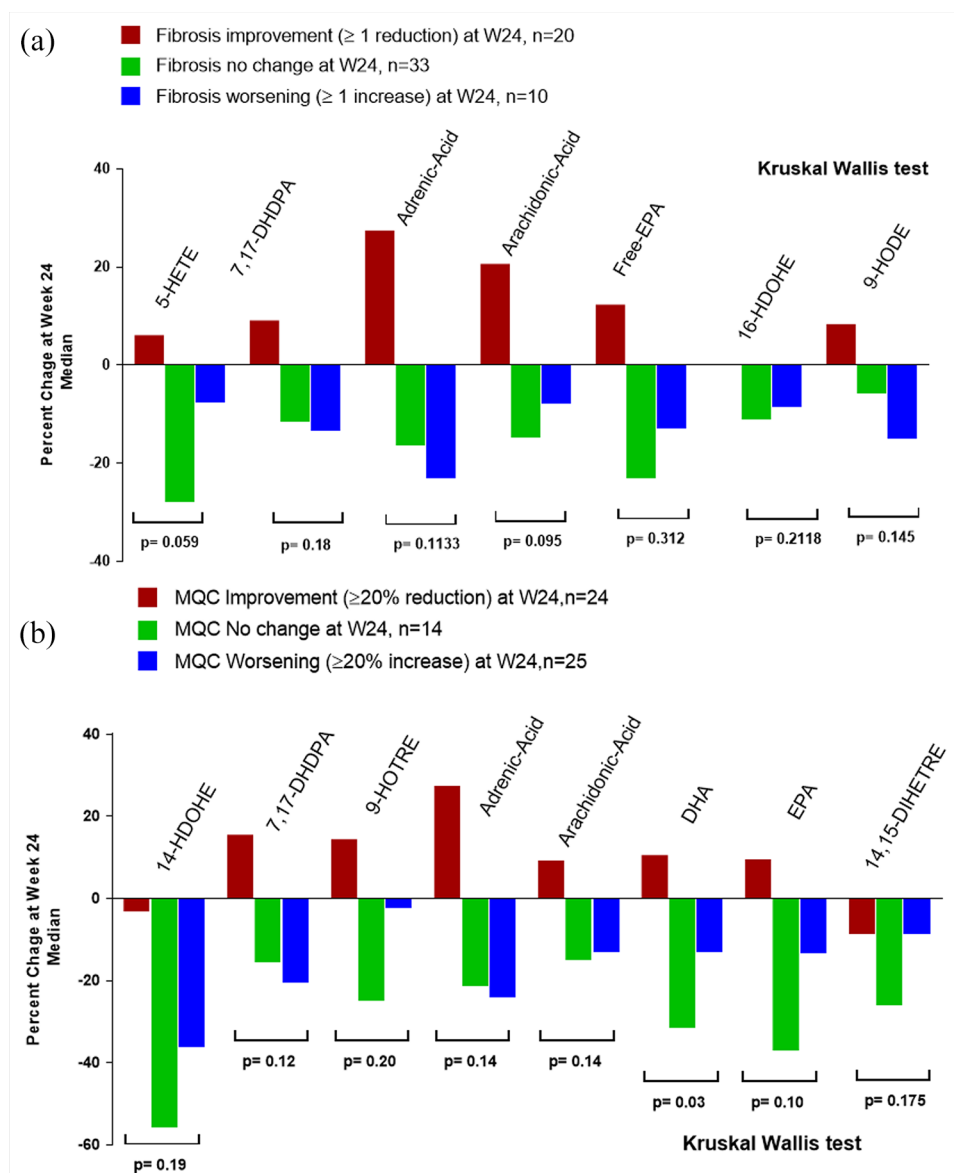 (a)
Fibrosis improvement (≥ 1 reduction) at W24, n=20
Fibrosis no change at W24, n=33
Fibrosis worsening (≥ 1 increase) at W24, n=10
Kruskal Wallis test
Percent Chage at Week 24
Median
40
20
0
-20
-40
5-HETE
7,17-DHDPA
Adrenic-Acid
Arachidonic-Acid
Free-EPA
16-HDOHE
9-HODE
p= 0.059
p= 0.18
p= 0.1133
p= 0.095
p= 0.312
p= 0.2118
p= 0.145
(b)
MQC Improvement (≥20% reduction) at W24,n=24
MQC No change at W24, n=14
MQC Worsening (≥20% increase) at W24,n=25
Percent Chage at Week 24
Median
40
20
0
-20
-40
-60
14-HDOHE
7,17-DHDPA
9-HOTRE
Adrenic-Acid
Arachidonic-Acid
DHA
EPA
14,15-DIHETRE
p= 0.19
p= 0.12
p= 0.20
p= 0.14
p= 0.14
p= 0.03
p= 0.10
p= 0.175
Kruskal Wallis test